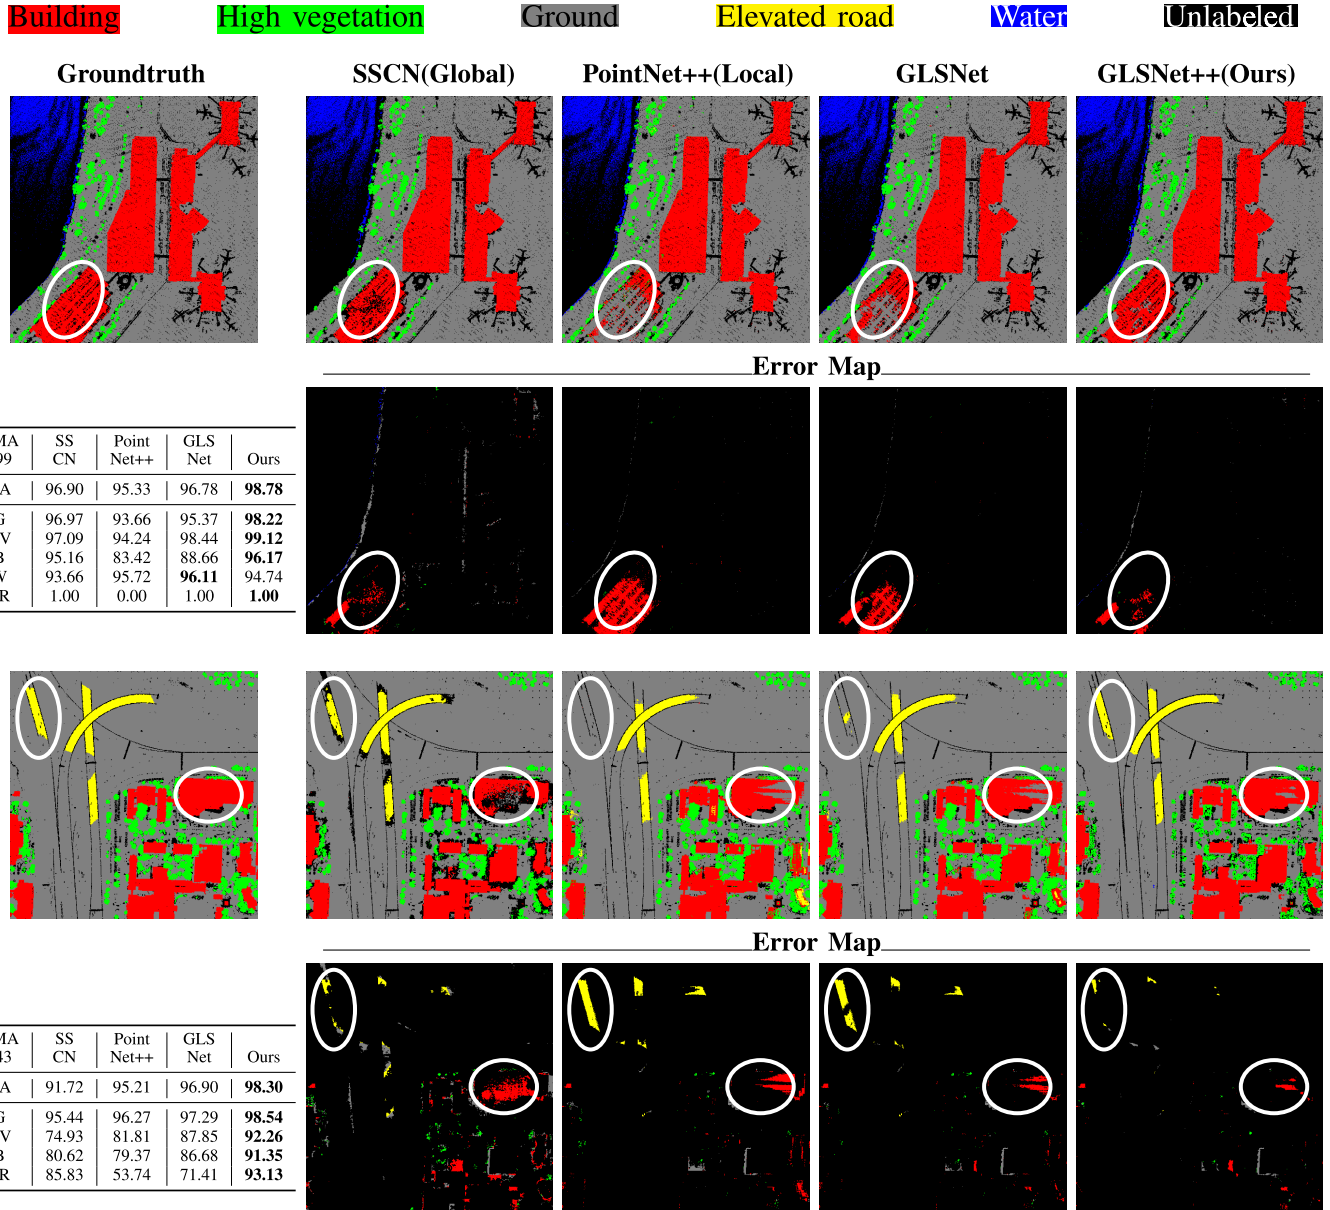 Building High vegetation Ground Elevated road Water Unlabeled
Groundtruth SSCN(Global) PointNet++(Local) GLSNet GLSNet++(Ours)
Error Map
MA SS Point GLS
99 CN Net++ Net Ours
A 96.90 95.33 96.78 98.78
G 96.97 93.66 95.37 98.22
V 97.09 94.24 98.44 99.12
B 95.16 83.42 88.66 96.17
W 93.66 95.72 96.11 94.74
R 1.00 0.00 1.00 1.00
Error Map
MA SS Point GLS
43 CN Net++ Net Ours
A 91.72 95.21 96.90 98.30
G 95.44 96.27 97.29 98.54
V 74.93 81.81 87.85 92.26
B 80.62 79.37 86.68 91.35
R 85.83 53.74 71.41 93.13